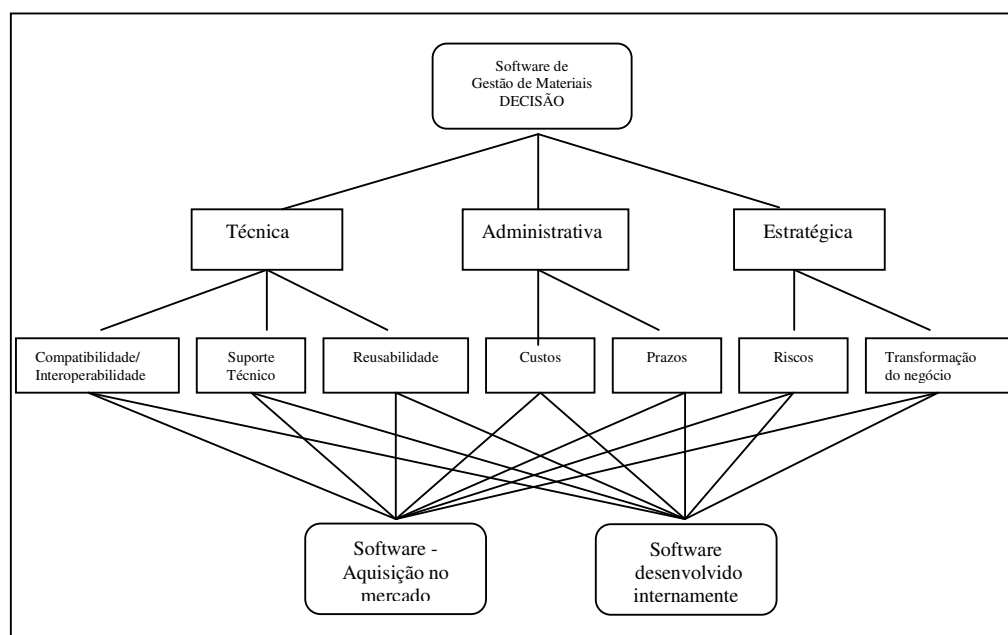 Software de
Gestão de Materiais
DECISÃO
Técnica
Administrativa
Estratégica
Compatibilidade/
Interoperabilidade
Suporte
Técnico
Reusabilidade
Custos
Prazos
Riscos
Transformação
do negócio
Software -
Aquisição no
mercado
Software
desenvolvido
internamente